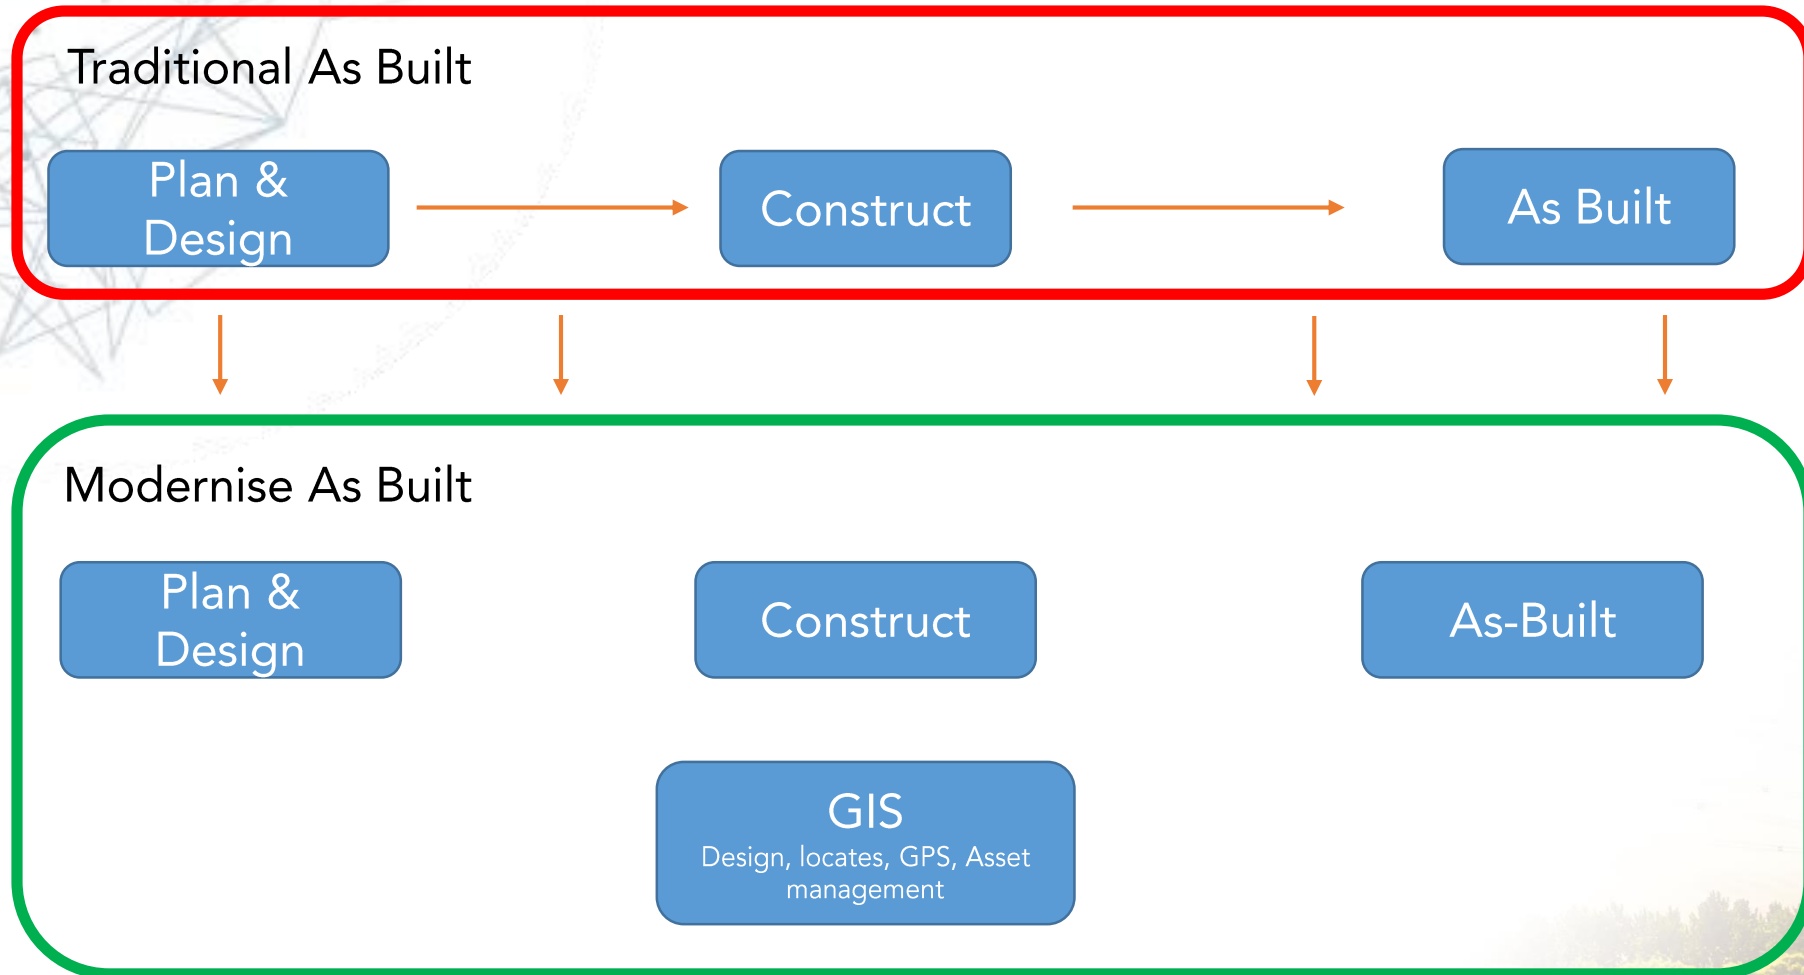 Traditional As Built
Plan &
Design
Construct
As Built
Modernise As Built
Plan &
Design
Construct
As-Built
GIS
Design, locates, GPS, Asset
management